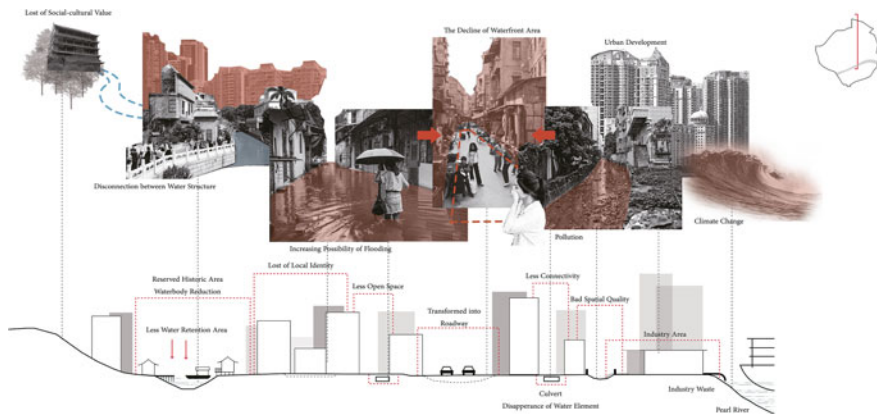 Lost of Social-cultural Value
The Decline of Waterfront Area
Urban Development
Disconnection between Water Structure
Increasing Possibility of Flooding
Pollution
Climate Change
Reserved Historic Area
Waterbody Reduction
Lost of Local Identity
Less Open Space
Less Connectivity
Bad Spatial Quality
Less Water Retention Area
Transformed into
Roadway
Industry Area
Culvert
Disapperance of Water Element
Industry Waste
Pearl River